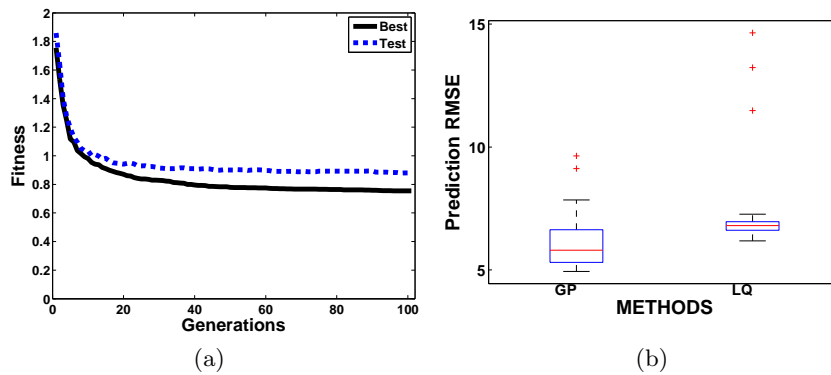 2
1.8
1.6
1.4
1.2
1
0.8
0.6
0.4
0.2
0
Fitness
Best
Test
0 20 40 60 80 100
Generations
(a)
15
10
5
Prediction RMSE
GP LQ
METHODS
(b)